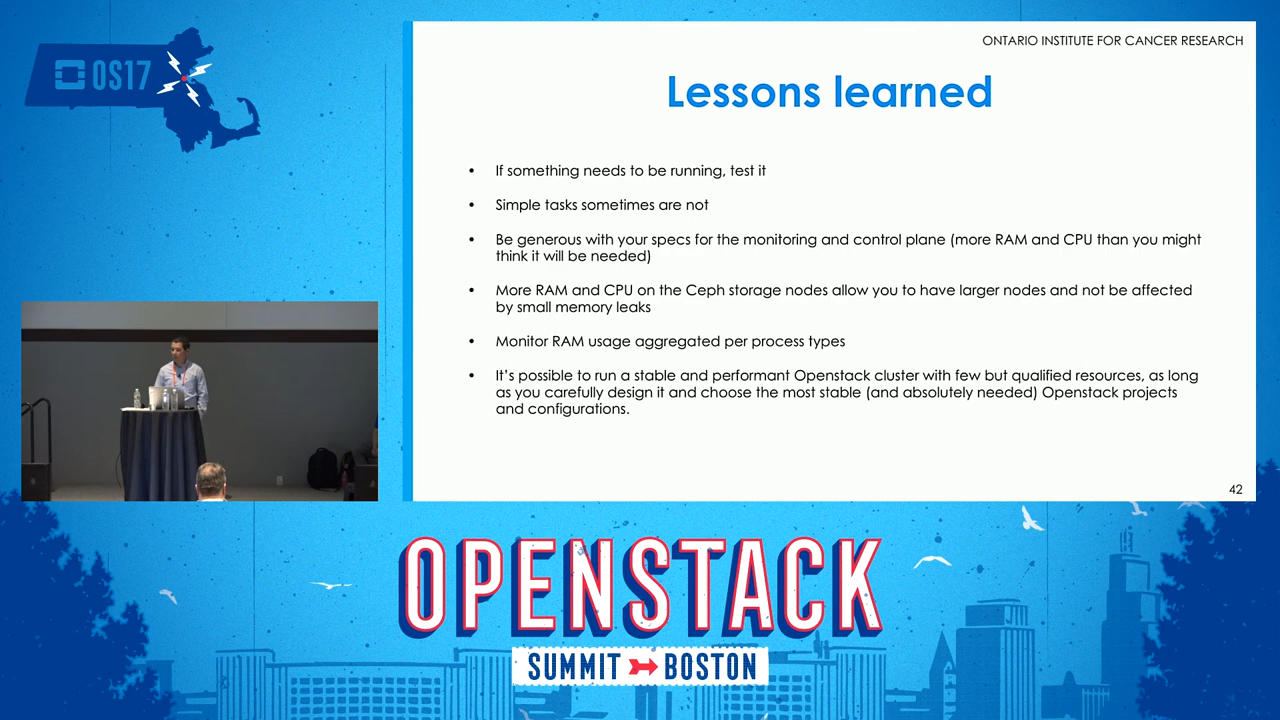 OS17
ONTARIO INSTITUTE FOR CANCER RESEARCH
Lessons learned
• If something needs to be running, test it
• Simple tasks sometimes are not
• Be generous with your specs for the monitoring and control plane (more RAM and CPU than you might
think it will be needed)
• More RAM and CPU on the Ceph storage nodes allow you to have larger nodes and not be affected
by small memory leaks
• Monitor RAM usage aggregated per process types
• It's possible to run a stable and performant Openstack cluster with few but qualified resources, as long
as you carefully design it and choose the most stable (and absolutely needed) Openstack projects
and configurations.
42
OPENSTACK
SUMMIT BOSTON